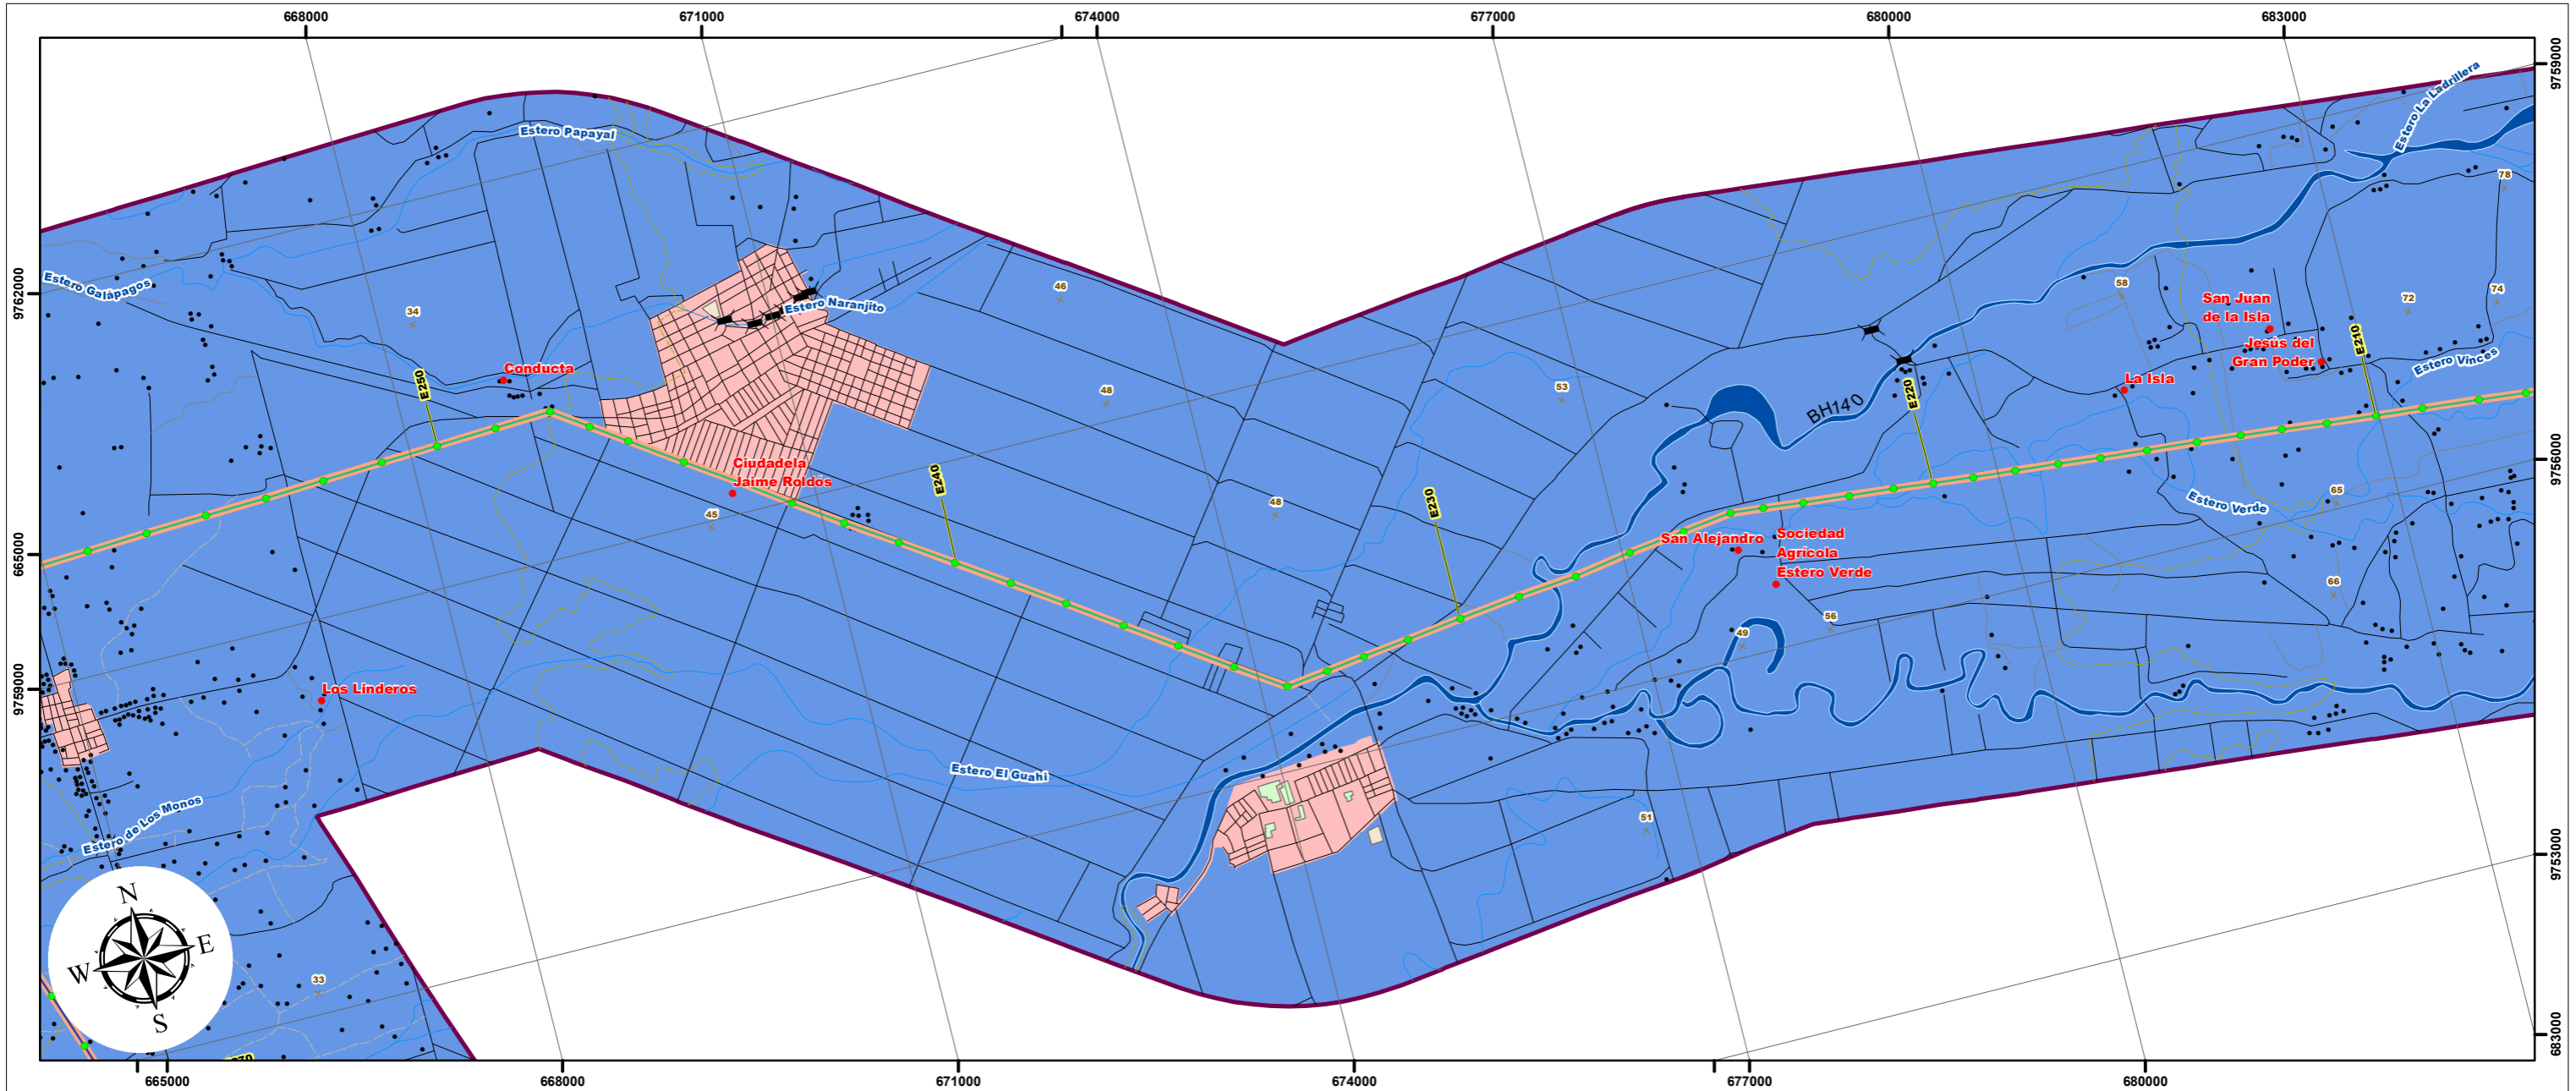 668000
671000
674000
677000
680000
683000
9759000
Estero La Ladrillera
Estero Papayal
78
Estero Galápagos
9762000
34
Estero Naranjito
46
58
San Juan
de la Isla
72
74
Conducta
E250
48
53
BH140
E220
La Isla
Jesús del
Gran Poder
E210
Estero Vinces
9756000
Ciudadela
Jaime Roldós
45
E240
48
E230
Estero Verde
65
665000
San Alejandro
Sociedad
Agrícola
Estero Verde
66
56
49
9759000
Los Linderos
Estero El Guahi
Estero de Los Monos
51
9753000
N
E
W
S
33
683000
665000
668000
671000
674000
677000
680000